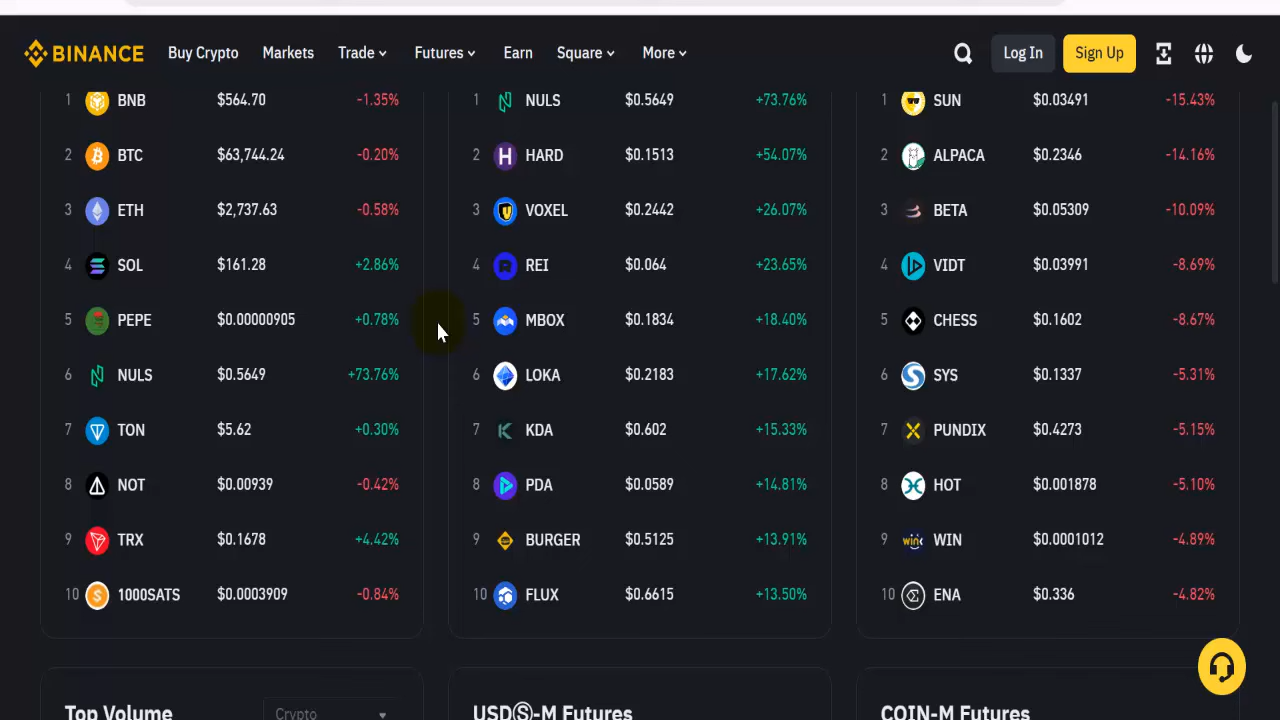 BINANCE Buy Crypto Markets Trade Futures Earn Square More Log In Sign Up
1 BNB $564.70 -1.35%
2 BTC $63,744.24 -0.20%
3 ETH $2,737.63 -0.58%
4 SOL $161.28 +2.86%
5 PEPE $0.00000905 +0.78%
6 NULS $0.5649 +73.76%
7 TON $5.62 +0.30%
8 NOT $0.00939 -0.42%
9 TRX $0.1678 +4.42%
10 1000SATS $0.0003909 -0.84%
1 NULS $0.5649 +73.76%
2 HARD $0.1513 +54.07%
3 VOXEL $0.2442 +26.07%
4 REI $0.064 +23.65%
5 MBOX $0.1834 +18.40%
6 LOKA $0.2183 +17.62%
7 KDA $0.602 +15.33%
8 PDA $0.0589 +14.81%
9 BURGER $0.5125 +13.91%
10 FLUX $0.6615 +13.50%
1 SUN $0.03491 -15.43%
2 ALPACA $0.2346 -14.16%
3 BETA $0.05309 -10.09%
4 VIDT $0.03991 -8.69%
5 CHESS $0.1602 -8.67%
6 SYS $0.1337 -5.31%
7 PUNDIX $0.4273 -5.15%
8 HOT $0.001878 -5.10%
9 WIN $0.0001012 -4.89%
10 ENA $0.336 -4.82%
Top Volume Crypto
USDⓈ-M Futures
COIN-M Futures